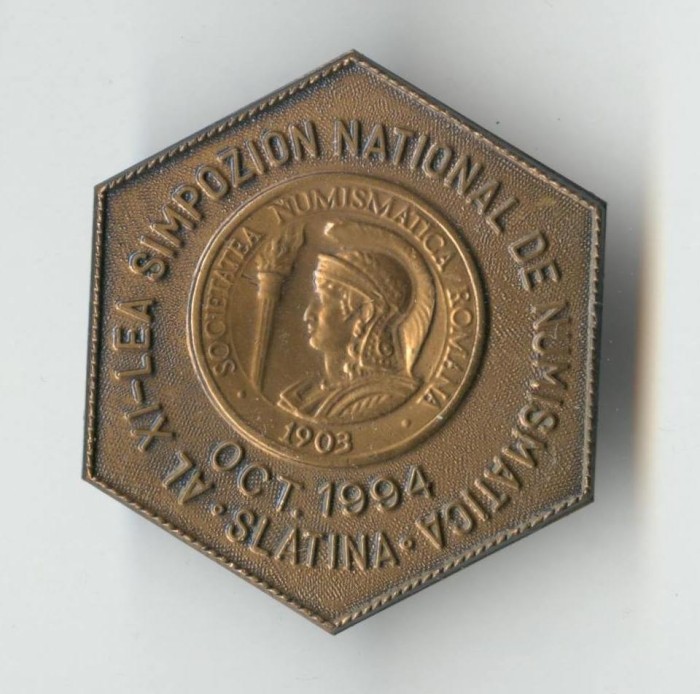 AL XI-LEA SIMPOZION NATIONAL DE NUMISMATICA
· SLATINA ·
OCT. 1994
SOCIETATEA NUMISMATICA ROMANA
· 1903 ·